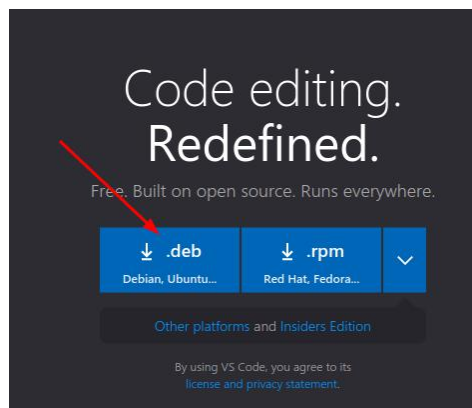 Code editing.
Redefined.
Free. Built on open source. Runs everywhere.
.deb
Debian, Ubuntu...
.rpm
Red Hat, Fedora...
Other platforms and Insiders Edition
By using VS Code, you agree to its
license and privacy statement.